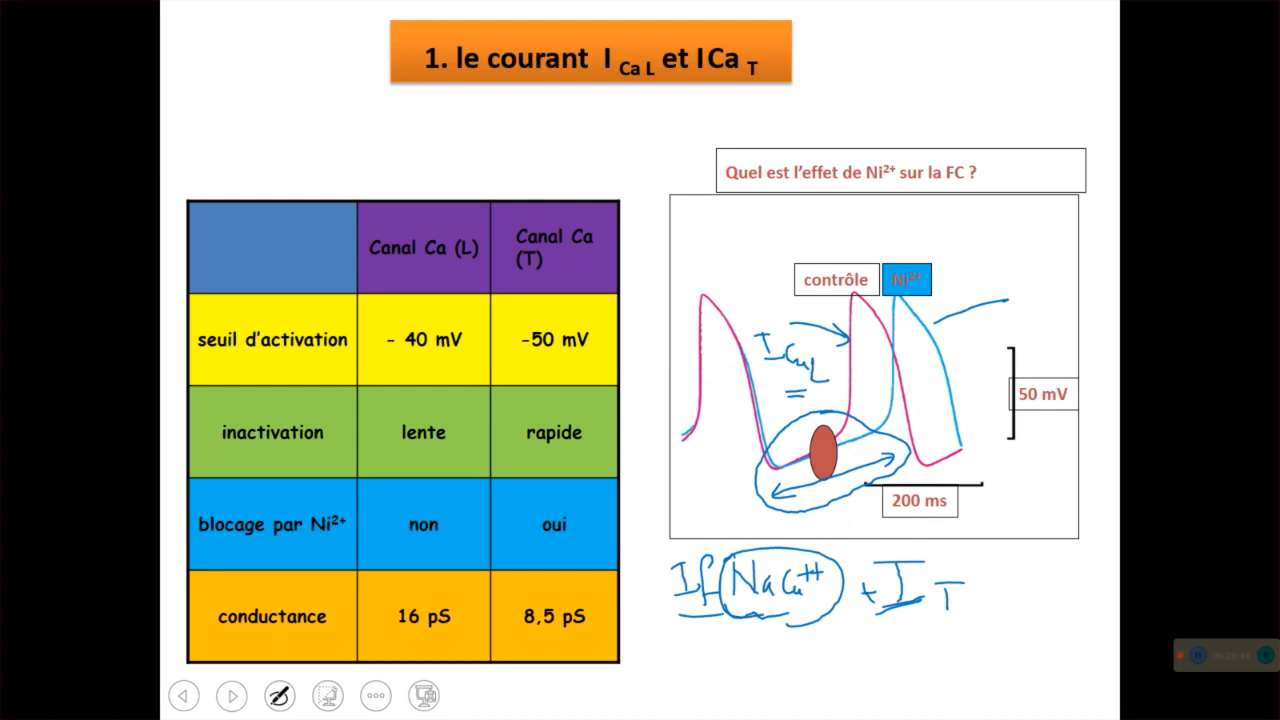 1. le courant I Ca L et ICa T
Quel est l'effet de Ni²⁺ sur la FC ?
Canal Ca (L)
Canal Ca
(T)
seuil d'activation
- 40 mV
-50 mV
inactivation
lente
rapide
blocage par Ni²⁺
non
oui
conductance
16 pS
8,5 pS
contrôle
Ni²⁺
I Ca L
50 mV
200 ms
If NaCa++ + I T